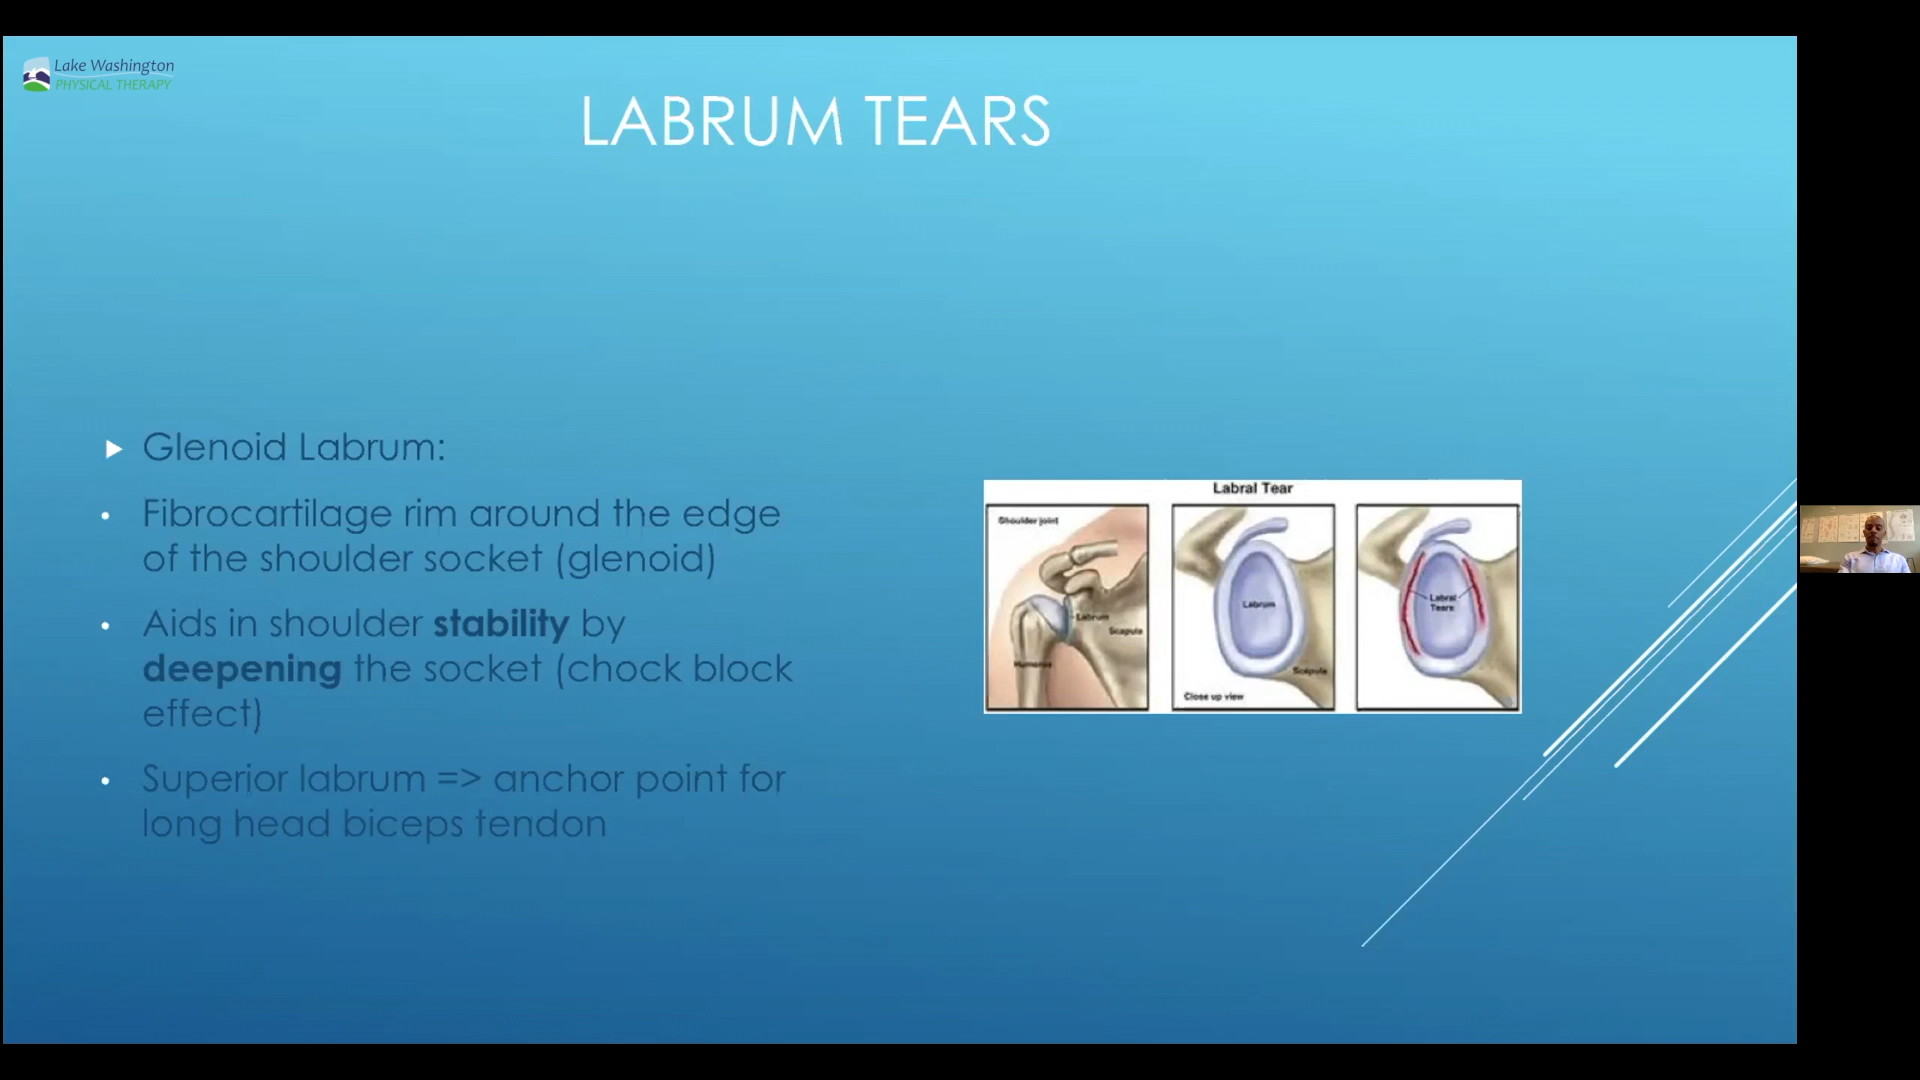 Lake Washington
PHYSICAL THERAPY
LABRUM TEARS
Glenoid Labrum:
Fibrocartilage rim around the edge
of the shoulder socket (glenoid)
Aids in shoulder stability by
deepening the socket (chock block
effect)
Superior labrum => anchor point for
long head biceps tendon
Labral Tear
Shoulder joint
Labrum
Scapula
Humerus
Labrum
Scapula
Close up view
Labral
Tears